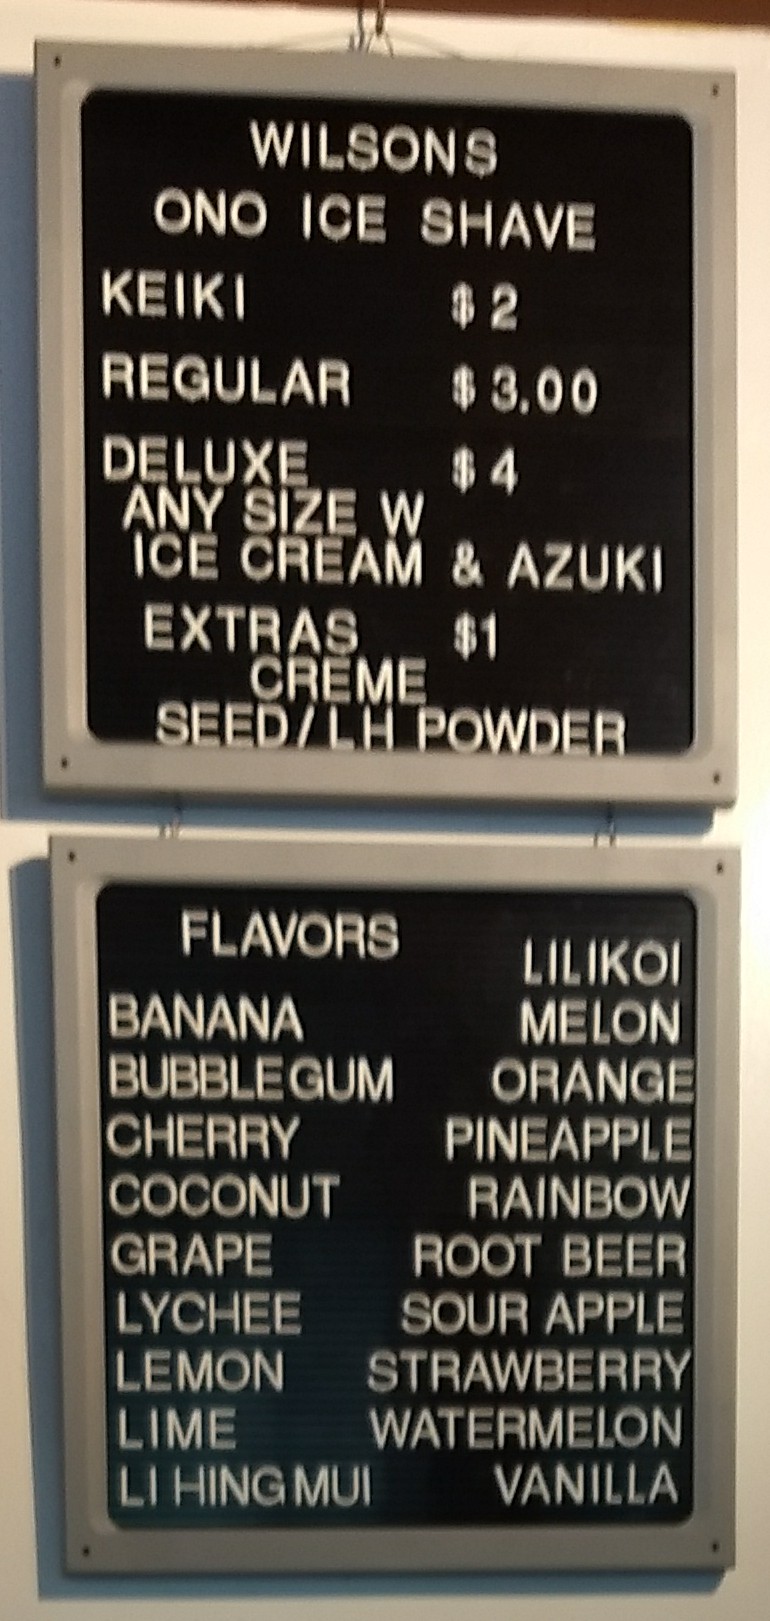 WILSONS
ONO ICE SHAVE
KEIKI $2
REGULAR $3.00
DELUXE $4
ANY SIZE W
ICE CREAM & AZUKI
EXTRAS $1
CREME
SEED/LH POWDER
FLAVORS
BANANA
BUBBLEGUM
CHERRY
COCONUT
GRAPE
LYCHEE
LEMON
LIME
LI HING MUI
LILIKOI
MELON
ORANGE
PINEAPPLE
RAINBOW
ROOT BEER
SOUR APPLE
STRAWBERRY
WATERMELON
VANILLA